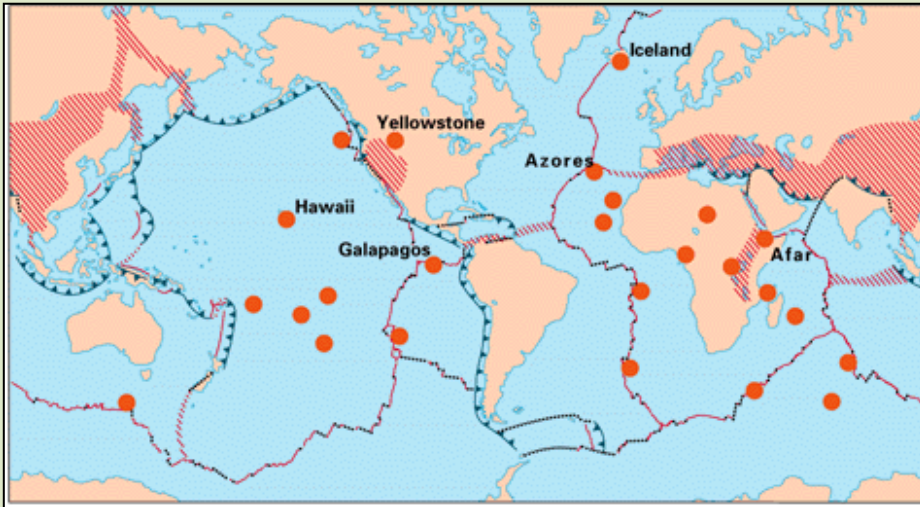 Iceland
Yellowstone
Azores
Hawaii
Galapagos
Afar